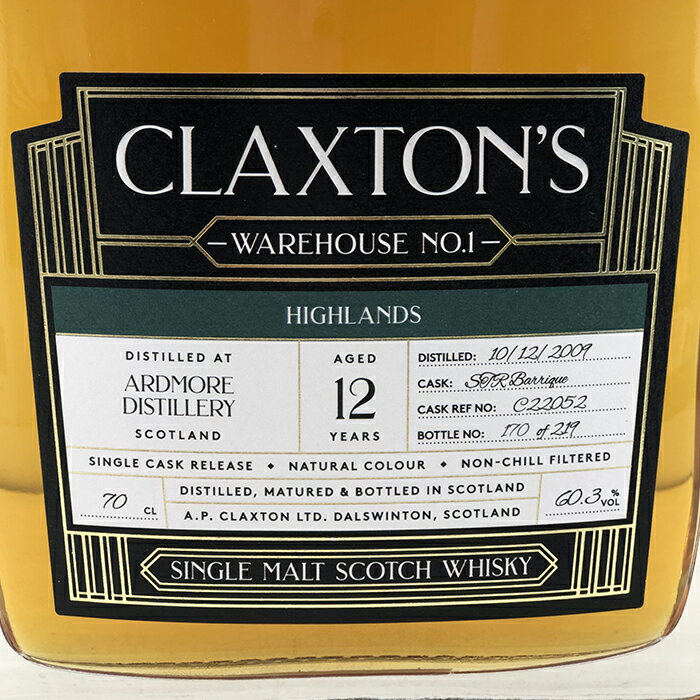 CLAXTON'S
WAREHOUSE NO.1
HIGHLANDS
DISTILLED AT
ARDMORE
DISTILLERY
SCOTLAND
AGED
12
YEARS
DISTILLED: 10/12/2009
CASK: STR Barrique
CASK REF NO: C22052
BOTTLE NO: 170 of 219
SINGLE CASK RELEASE ◆ NATURAL COLOUR ◆ NON-CHILL FILTERED
70 CL
DISTILLED, MATURED & BOTTLED IN SCOTLAND
A.P. CLAXTON LTD. DALSWINTON, SCOTLAND
60.3 % VOL
SINGLE MALT SCOTCH WHISKY